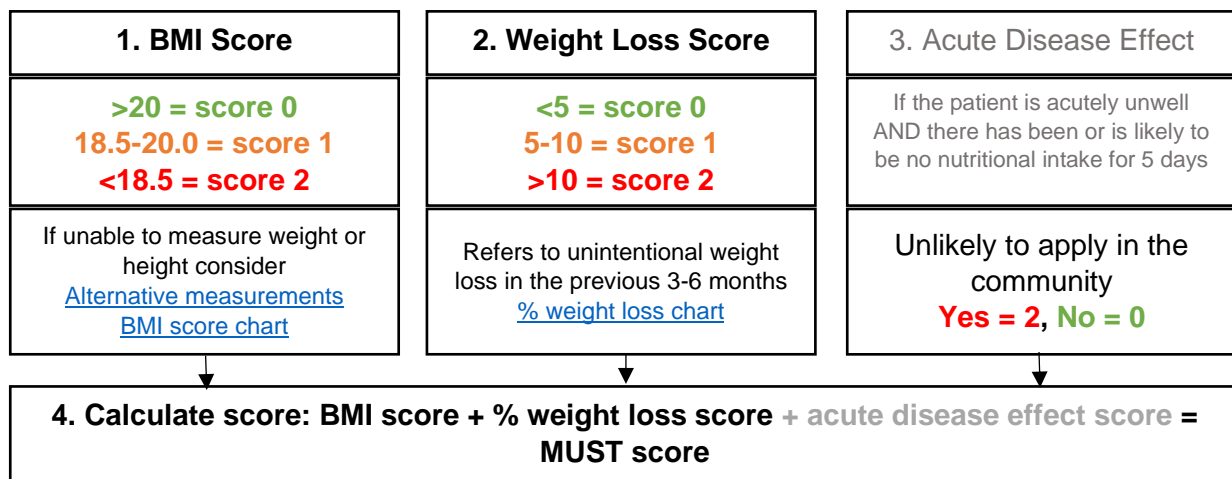 1. BMI Score
>20 = score 0
18.5-20.0 = score 1
<18.5 = score 2
If unable to measure weight or
height consider
Alternative measurements
BMI score chart
2. Weight Loss Score
<5 = score 0
5-10 = score 1
>10 = score 2
Refers to unintentional weight
loss in the previous 3-6 months
% weight loss chart
3. Acute Disease Effect
If the patient is acutely unwell
AND there has been or is likely to
be no nutritional intake for 5 days
Unlikely to apply in the
community
Yes = 2, No = 0
4. Calculate score: BMI score + % weight loss score + acute disease effect score =
MUST score